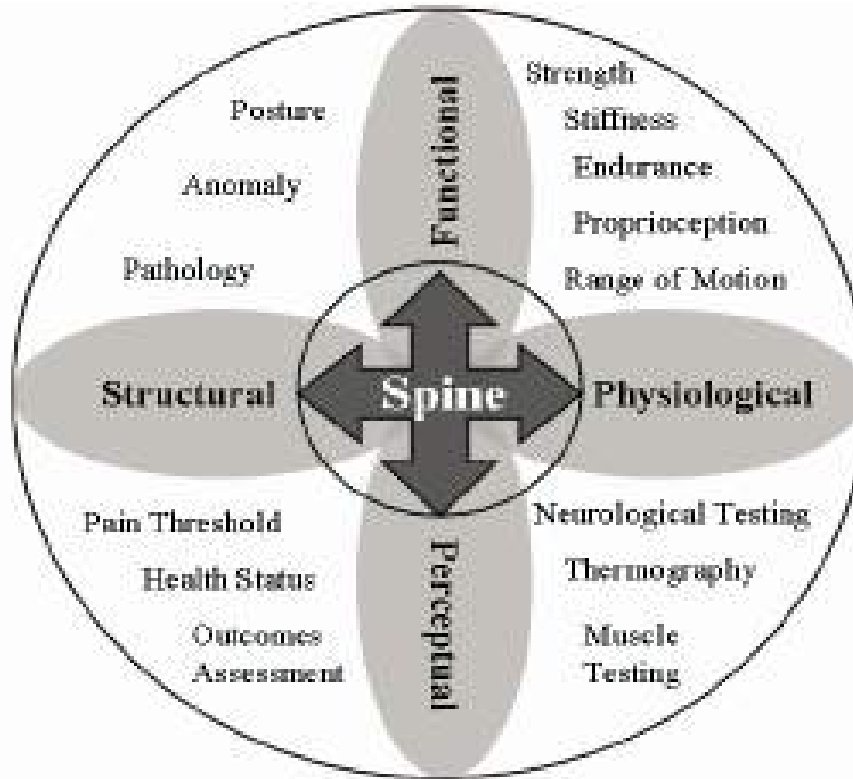 Functional
Posture
Anomaly
Pathology
Strength
Stiffness
Endurance
Proprioception
Range of Motion
Structural
Spine
Physiological
Pain Threshold
Health Status
Outcomes
Assessment
Perceptual
Neurological Testing
Thermography
Muscle
Testing